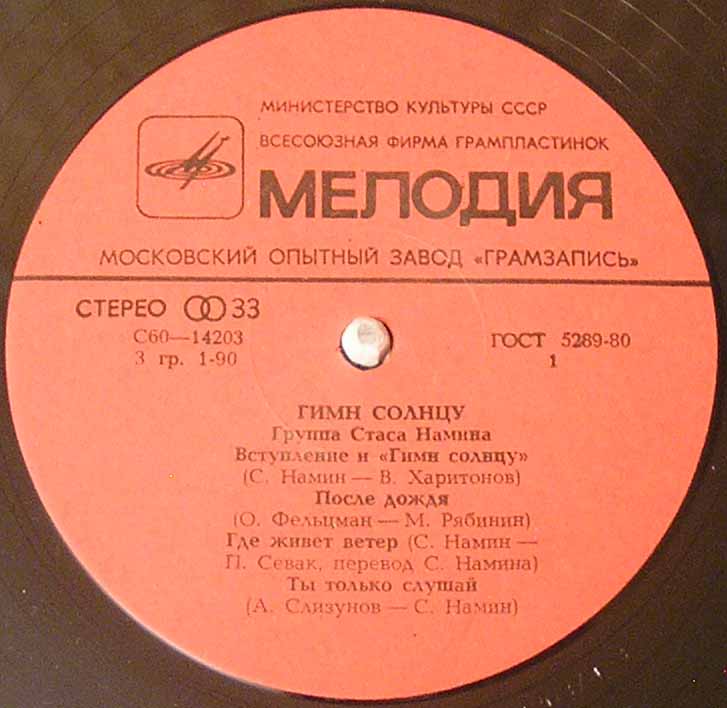 МИНИСТЕРСТВО КУЛЬТУРЫ СССР
ВСЕСОЮЗНАЯ ФИРМА ГРАМПЛАСТИНОК
МЕЛОДИЯ
МОСКОВСКИЙ ОПЫТНЫЙ ЗАВОД «ГРАМЗАПИСЬ»
СТЕРЕО 33
С60—14203
3 гр. 1-90
ГОСТ 5289-80
1
ГИМН СОЛНЦУ
Группа Стаса Намина
Вступление и «Гимн солнцу»
(С. Намин — В. Харитонов)
После дождя
(О. Фельцман — М. Рябинин)
Где живет ветер (С. Намин —
П. Севак, перевод С. Намина)
Ты только слушай
(А. Слизунов — С. Намин)